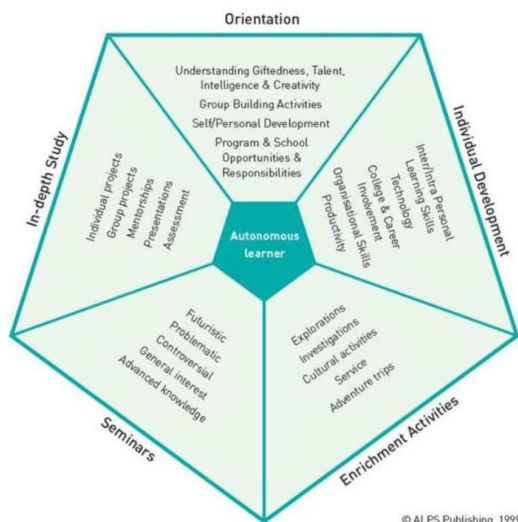 Orientation
Understanding Giftedness, Talent,
Intelligence & Creativity
Group Building Activities
Self/Personal Development
Program & School
Opportunities &
Responsibilities
Individual Development
Inter/Intra Personal
Learning Skills
Technology
College & Career
Involvement
Organisational Skills
Productivity
Enrichment Activities
Explorations
Investigations
Cultural activities
Service
Adventure trips
Seminars
Futuristic
Problematic
Controversial
General interest
Advanced knowledge
In-depth Study
Individual projects
Group projects
Mentorships
Presentations
Assessment
Autonomous
learner
© ALPS Publishing, 1999